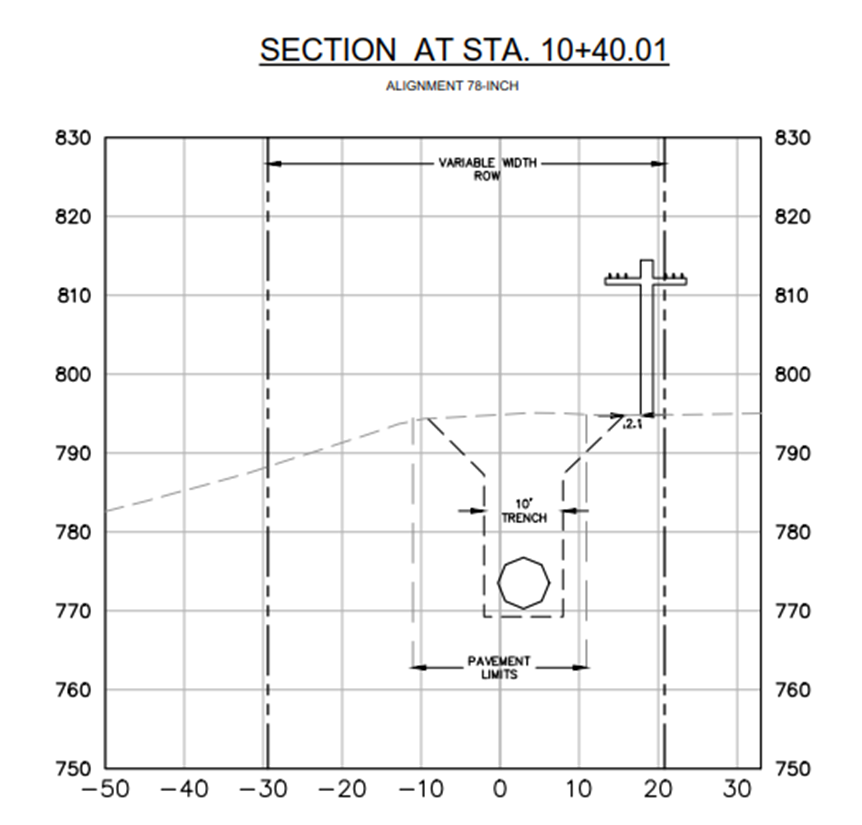 SECTION AT STA. 10+40.01
ALIGNMENT 78-INCH
830 830
VARIABLE WIDTH
ROW
820 820
810 810
800 800
2.1
790 790
10'
TRENCH
780 780
770 770
PAVEMENT
LIMITS
760 760
750 750
−50 −40 −30 −20 −10 0 10 20 30